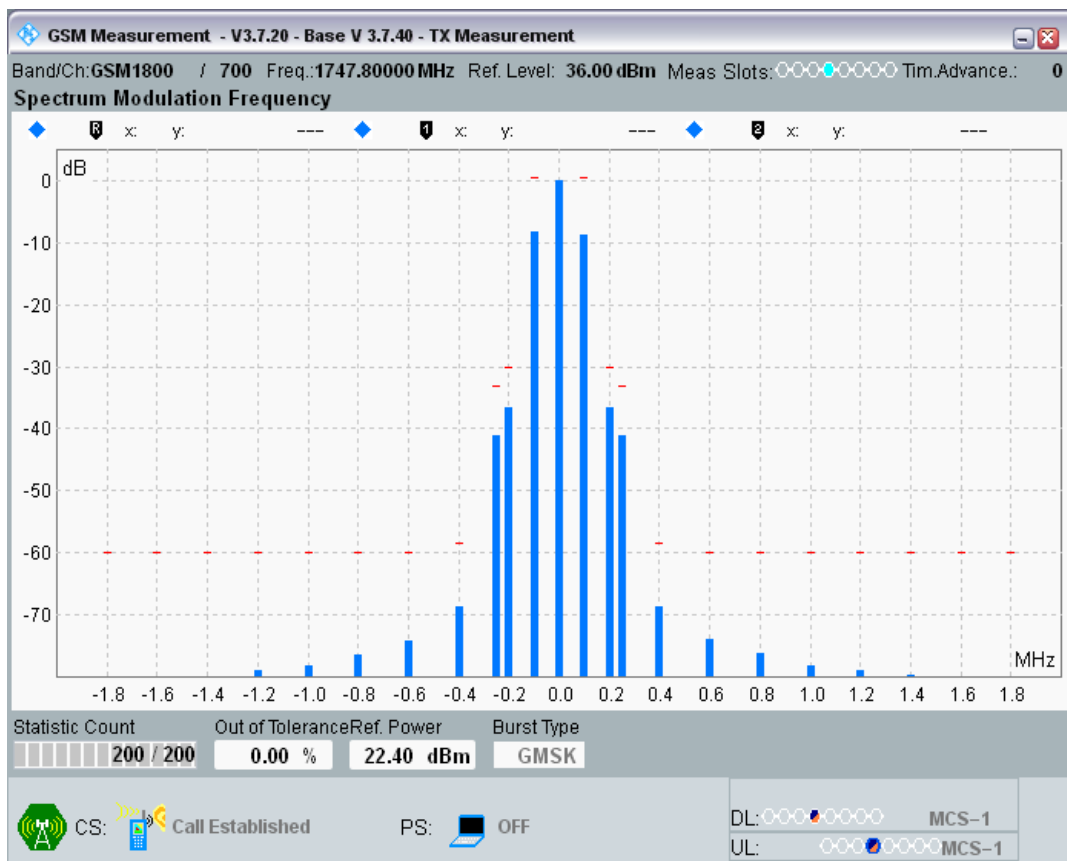 GSM Measurement - V3.7.20 - Base V 3.7.40 - TX Measurement
Band/Ch:GSM1800 / 700 Freq.:1747.80000 MHz Ref. Level: 36.00 dBm Meas Slots: Tim.Advance.: 0
Spectrum Modulation Frequency
R x: y: --- 1 x: y: --- 2 x: y: ---
dB
0
-10
-20
-30
-40
-50
-60
-70
MHz
-1.8 -1.6 -1.4 -1.2 -1.0 -0.8 -0.6 -0.4 -0.2 0.0 0.2 0.4 0.6 0.8 1.0 1.2 1.4 1.6 1.8
Statistic Count Out of Tolerance Ref. Power Burst Type
200 / 200 0.00 % 22.40 dBm GMSK
CS: Call Established PS: OFF
DL: MCS-1
UL: MCS-1